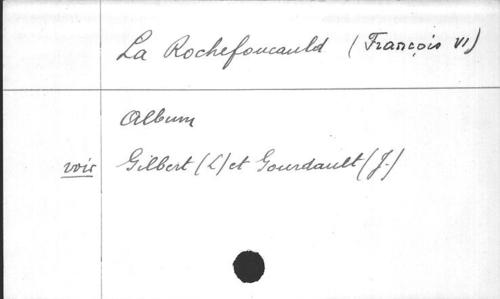 La Rochefoucauld (François VI)
Album
voir Gilbert (L) et Gourdault (J.)